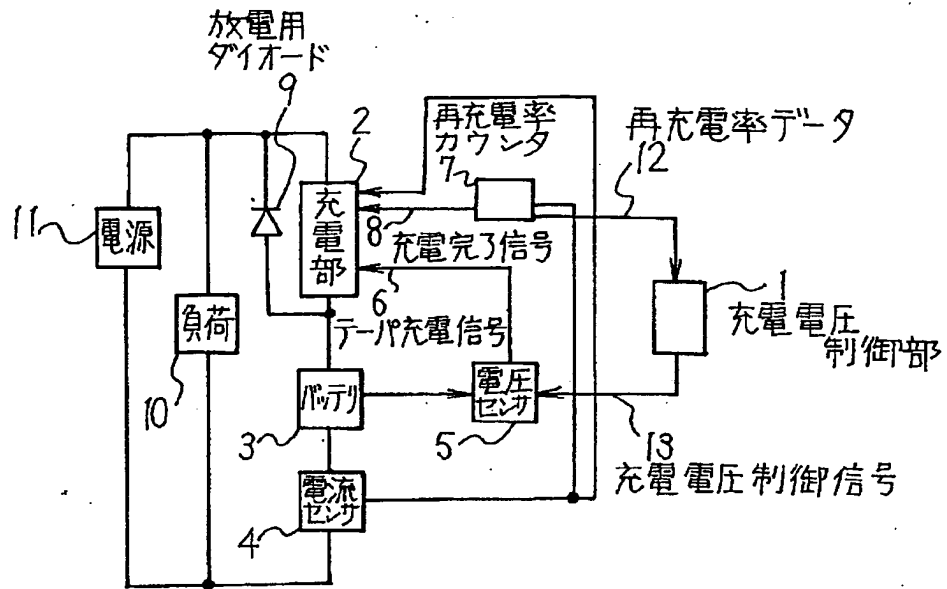 放電用
ダイオード
9
2
再充電率
カウンタ
7
再充電率データ
12
11
電源
充電部
8
充電完了信号
6
1
充電電圧
制御部
負荷
テーパ充電信号
10
バッテリ
3
電圧
センサ
5
13
充電電圧制御信号
電流
センサ
4